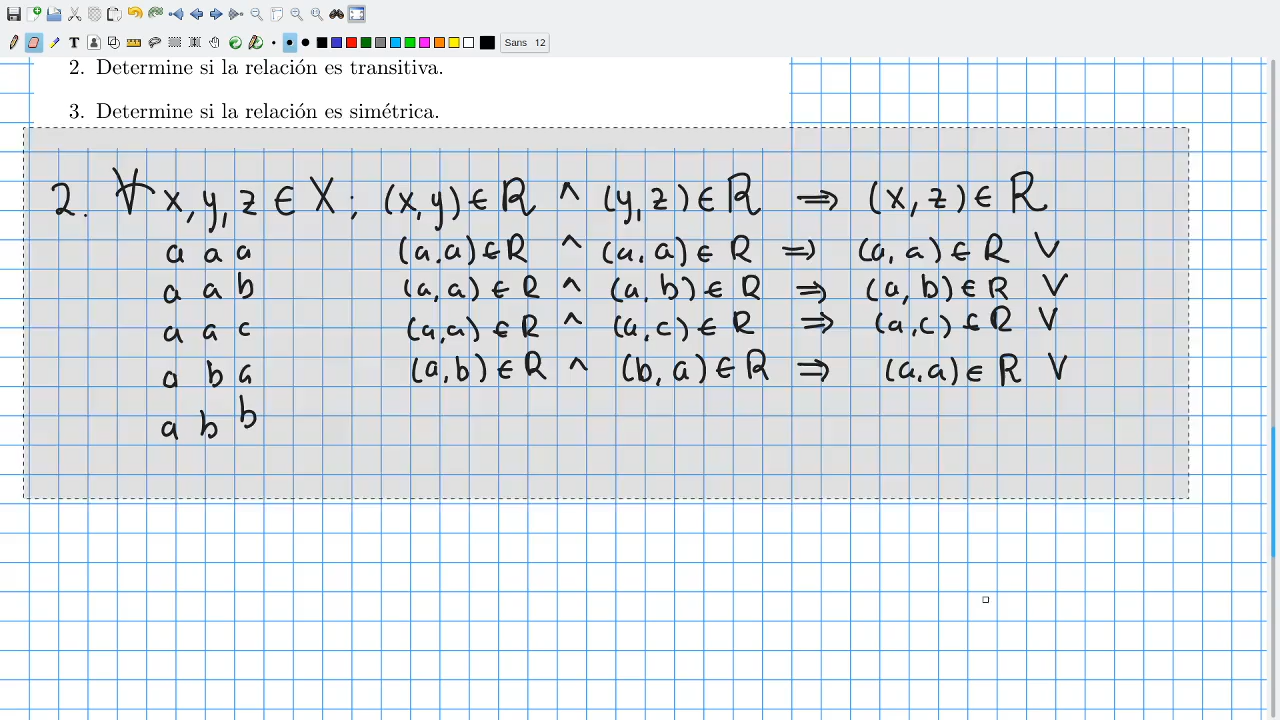 Sans 12
2. Determine si la relación es transitiva.
3. Determine si la relación es simétrica.
2. ∀ x, y, z ∈ X ; (x, y) ∈ R ∧ (y, z) ∈ R ⇒ (x, z) ∈ R
a a a (a, a) ∈ R ∧ (a, a) ∈ R ⇒ (a, a) ∈ R V
a a b (a, a) ∈ R ∧ (a, b) ∈ R ⇒ (a, b) ∈ R V
a a c (a, a) ∈ R ∧ (a, c) ∈ R ⇒ (a, c) ∈ R V
a b a (a, b) ∈ R ∧ (b, a) ∈ R ⇒ (a, a) ∈ R V
a b b